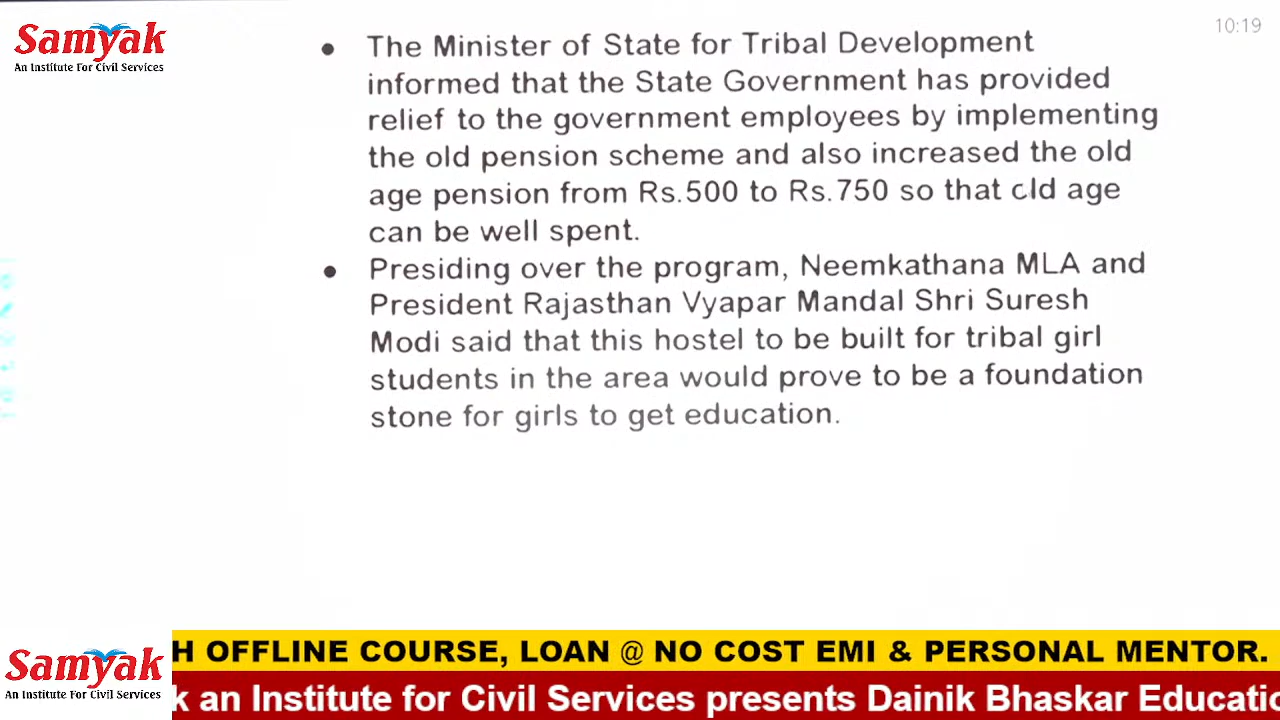 Samyak
An Institute For Civil Services
10:19
• The Minister of State for Tribal Development
informed that the State Government has provided
relief to the government employees by implementing
the old pension scheme and also increased the old
age pension from Rs.500 to Rs.750 so that old age
can be well spent.
• Presiding over the program, Neemkathana MLA and
President Rajasthan Vyapar Mandal Shri Suresh
Modi said that this hostel to be built for tribal girl
students in the area would prove to be a foundation
stone for girls to get education.
Samyak
An Institute For Civil Services
H OFFLINE COURSE, LOAN @ NO COST EMI & PERSONAL MENTOR.
k an Institute for Civil Services presents Dainik Bhaskar Educatio